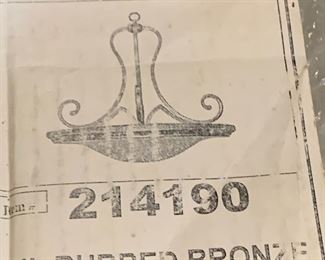 Item #
214190
RUBBED BRONZE